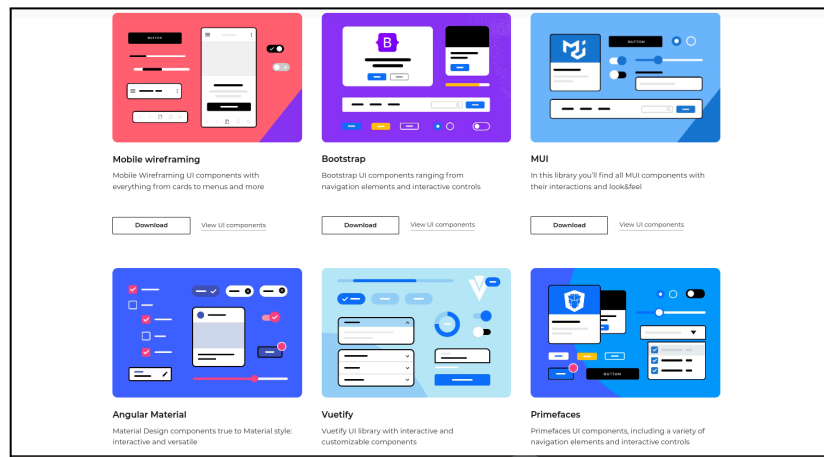 BUTTON
B
BUTTON
Mobile wireframing
Bootstrap
MUI
Mobile Wireframing UI components with
everything from cards to menus and more
Bootstrap UI components ranging from
navigation elements and interactive controls
In this library you'll find all MUI components with
their interactions and look&feel
Download
View UI components
Download
View UI components
Download
View UI components
BUTTON
Angular Material
Vuetify
Primefaces
Material Design components true to Material style:
interactive and versatile
Vuetify UI library with interactive and
customizable components
Primefaces UI components, including a variety of
navigation elements and interactive controls